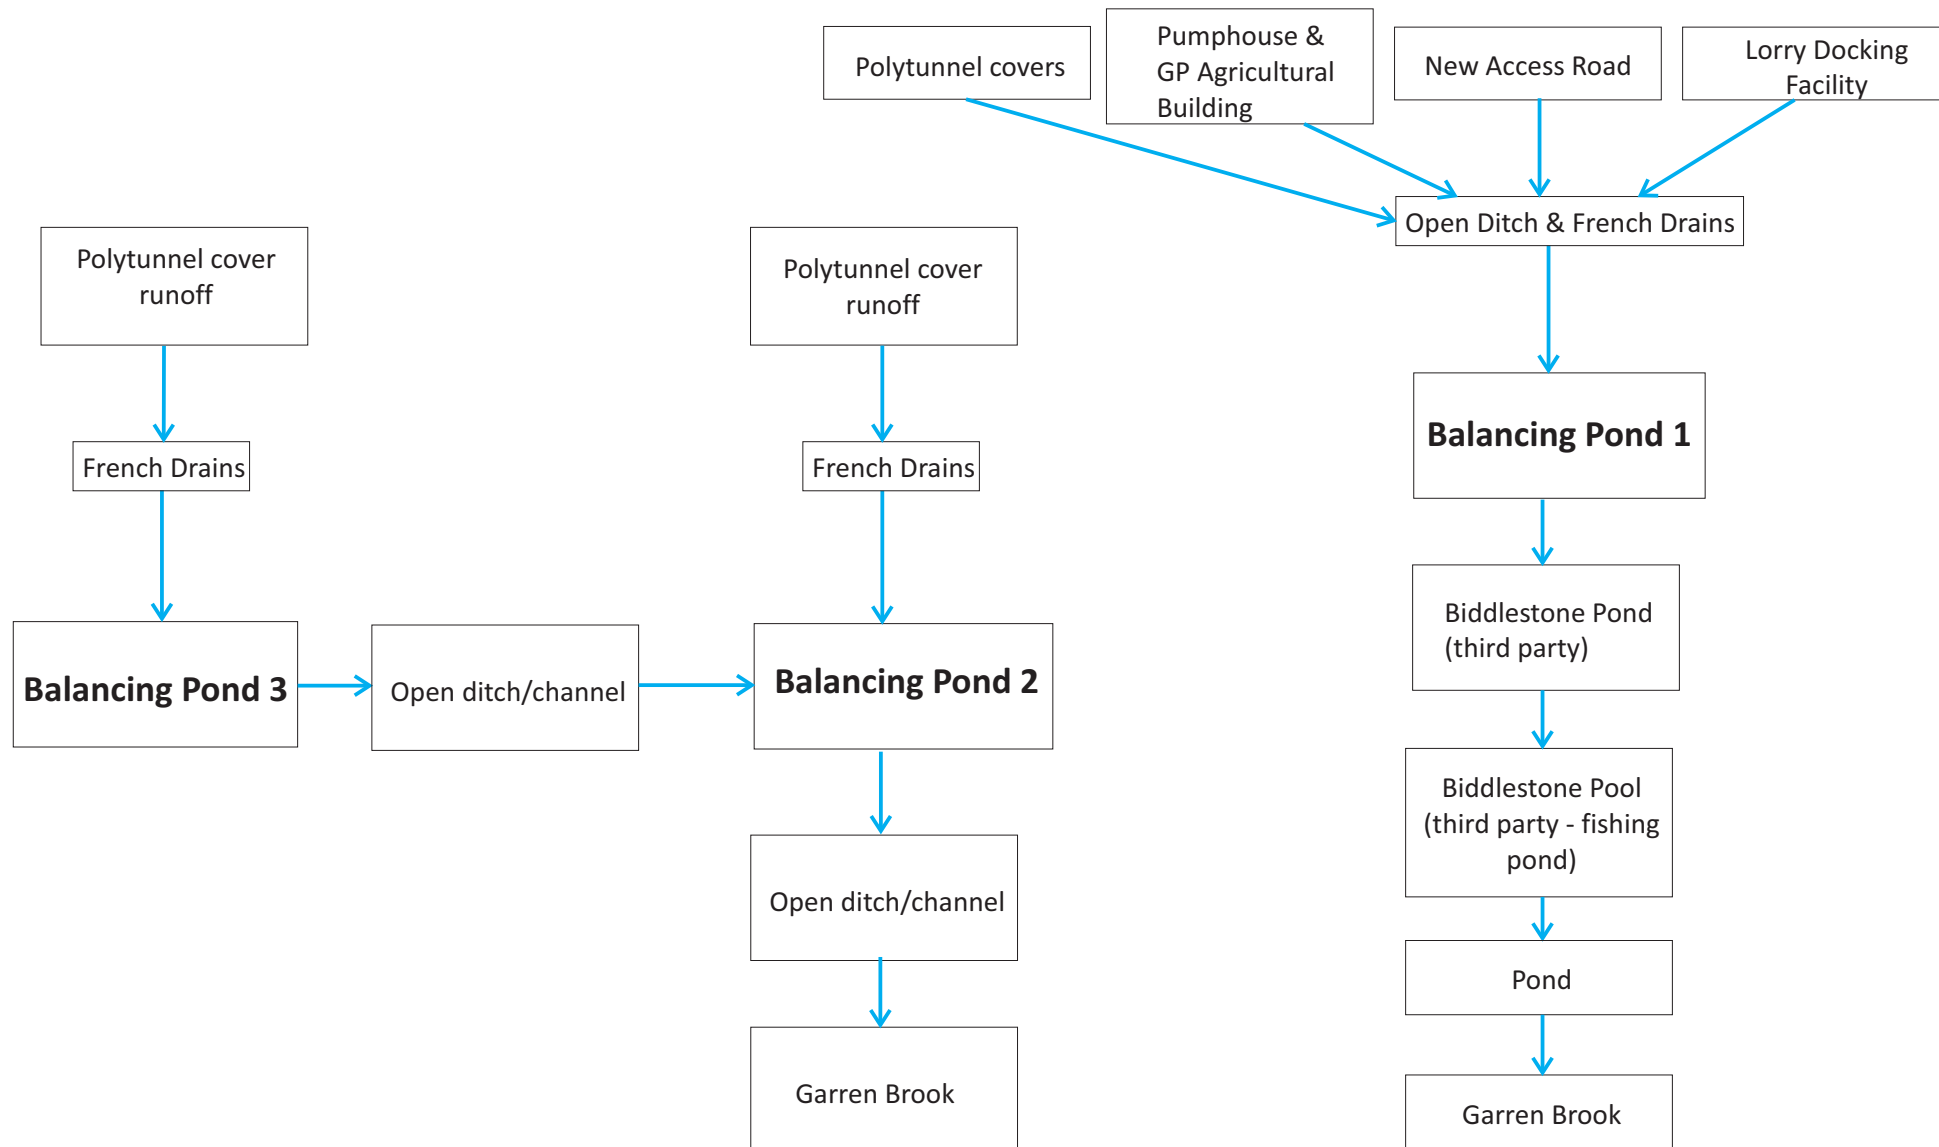 Polytunnel covers
Pumphouse &
GP Agricultural
Building
New Access Road
Lorry Docking
Facility
Open Ditch & French Drains
Polytunnel cover
runoff
Polytunnel cover
runoff
French Drains
French Drains
Balancing Pond 1
Biddlestone Pond
(third party)
Balancing Pond 3
Open ditch/channel
Balancing Pond 2
Biddlestone Pool
(third party - fishing
pond)
Open ditch/channel
Pond
Garren Brook
Garren Brook